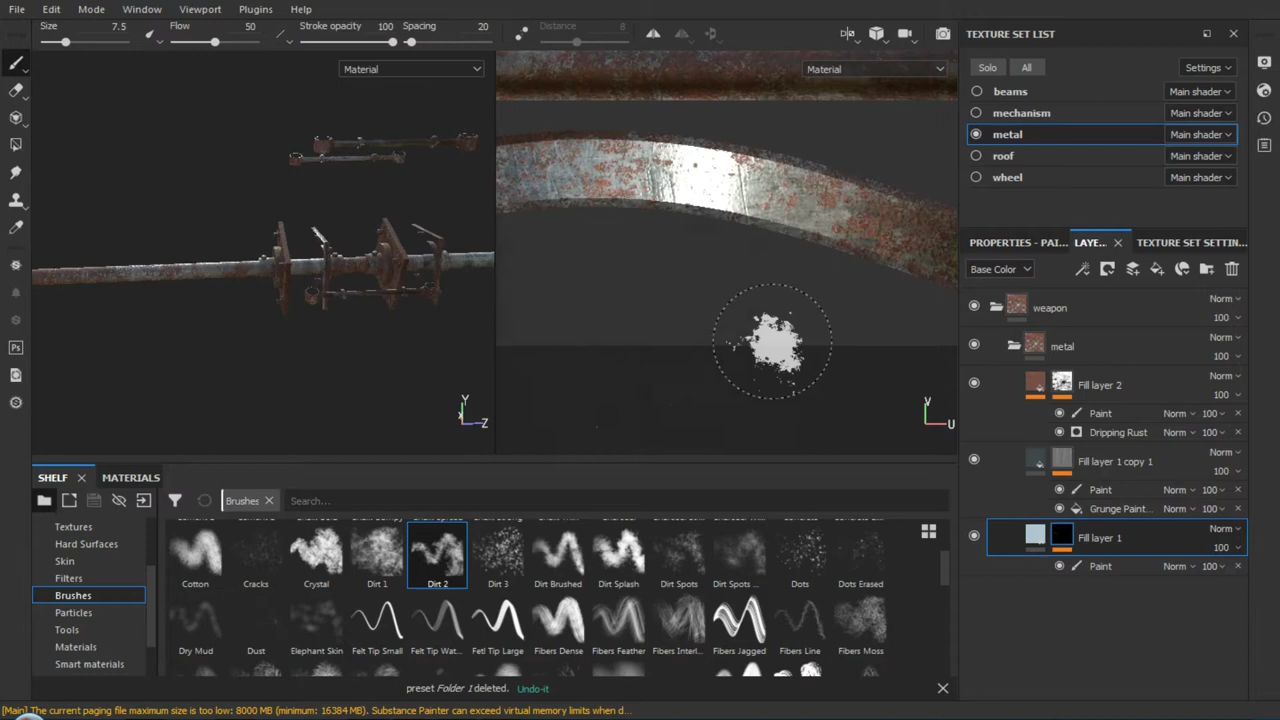 File Edit Mode Window Viewport Plugins Help
Size 7.5 Flow 50 Stroke opacity 100 Spacing 20 Distance 8
Material
Material
Y
X
Z
V
U
TEXTURE SET LIST
Solo All Settings
beams Main shader
mechanism Main shader
metal Main shader
roof Main shader
wheel Main shader
PROPERTIES - PAI... LAYE... TEXTURE SET SETTIN...
Base Color
weapon Norm
100
metal Norm
100
Fill layer 2 Norm
100
Paint Norm 100
Dripping Rust Norm 100
Fill layer 1 copy 1 Norm
100
Paint Norm 100
Grunge Paint... Norm 100
Fill layer 1 Norm
100
Paint Norm 100
Ps
SHELF MATERIALS
Brushes Search...
Textures
Hard Surfaces
Skin
Filters
Brushes
Particles
Tools
Materials
Smart materials
Cotton Cracks Crystal Dirt 1 Dirt 2 Dirt 3 Dirt Brushed Dirt Splash Dirt Spots Dirt Spots ... Dots Dots Erased
Dry Mud Dust Elephant Skin Felt Tip Small Felt Tip Wat... Fetl Tip Large Fibers Dense Fibers Feather Fibers Interl... Fibers Jagged Fibers Line Fibers Moss
preset Folder 1 deleted. Undo-it
[Main] The current paging file maximum size is too low: 8000 MB (minimum: 16384 MB). Substance Painter can exceed virtual memory limits when d...